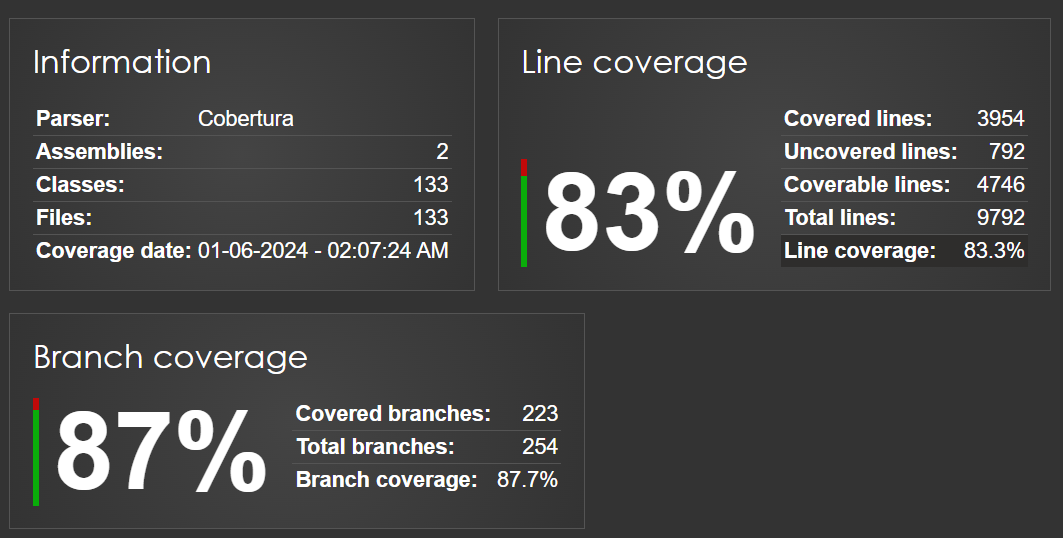 Information
Parser: Cobertura
Assemblies: 2
Classes: 133
Files: 133
Coverage date: 01-06-2024 - 02:07:24 AM
Line coverage
83%
Covered lines: 3954
Uncovered lines: 792
Coverable lines: 4746
Total lines: 9792
Line coverage: 83.3%
Branch coverage
87%
Covered branches: 223
Total branches: 254
Branch coverage: 87.7%